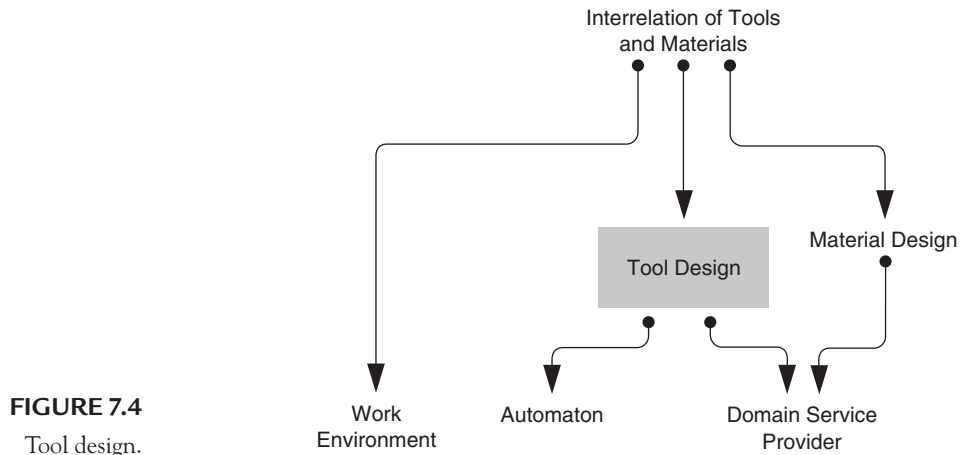 Interrelation of Tools
and Materials
Tool Design
Material Design
FIGURE 7.4
Tool design.
Work
Environment
Automaton
Domain Service
Provider